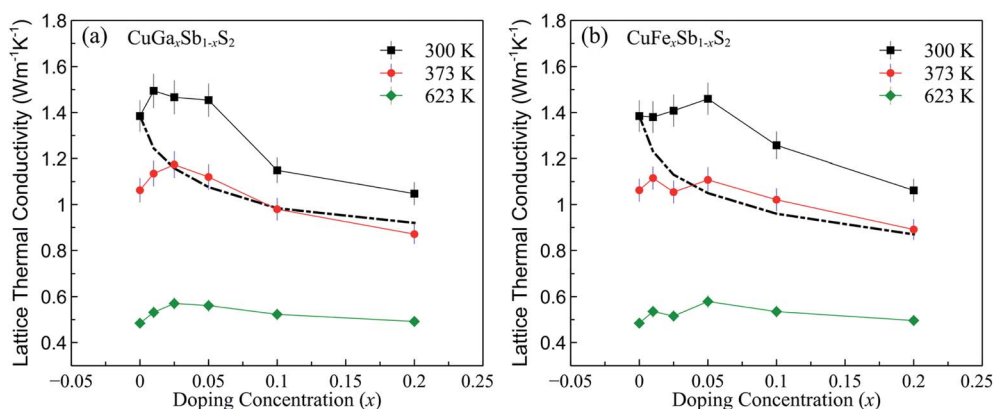 (a) CuGaₓSb₁₋ₓS₂
300 K
373 K
623 K
Lattice Thermal Conductivity (Wm⁻¹K⁻¹)
1.8
1.6
1.4
1.2
1
0.8
0.6
0.4
−0.05 0 0.05 0.1 0.15 0.2 0.25
Doping Concentration (x)
(b) CuFeₓSb₁₋ₓS₂
300 K
373 K
623 K
Lattice Thermal Conductivity (Wm⁻¹K⁻¹)
1.8
1.6
1.4
1.2
1
0.8
0.6
0.4
−0.05 0 0.05 0.1 0.15 0.2 0.25
Doping Concentration (x)